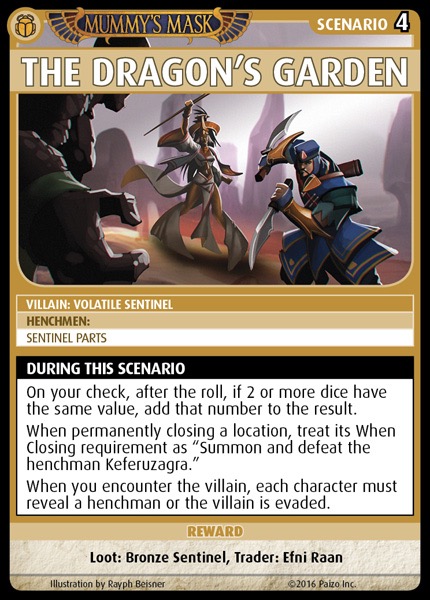 MUMMY'S MASK
SCENARIO 4
THE DRAGON'S GARDEN
VILLAIN: VOLATILE SENTINEL
HENCHMEN:
SENTINEL PARTS
DURING THIS SCENARIO
On your check, after the roll, if 2 or more dice have
the same value, add that number to the result.
When permanently closing a location, treat its When
Closing requirement as “Summon and defeat the
henchman Keferuzagra.”
When you encounter the villain, each character must
reveal a henchman or the villain is evaded.
REWARD
Loot: Bronze Sentinel, Trader: Efni Raan
Illustration by Rayph Beisner
©2016 Paizo Inc.